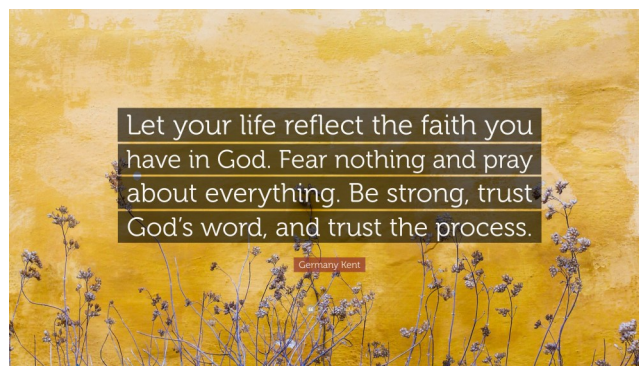 Let your life reflect the faith you
have in God. Fear nothing and pray
about everything. Be strong, trust
God's word, and trust the process.
Germany Kent